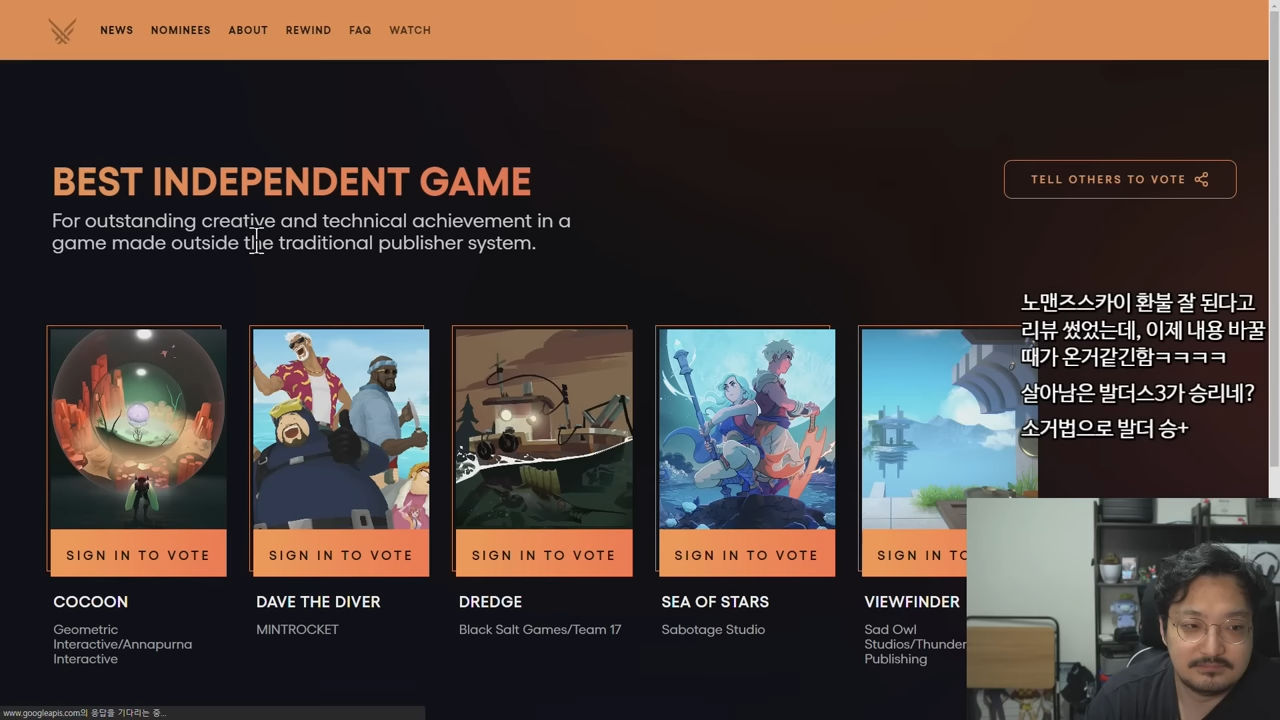 NEWS NOMINEES ABOUT REWIND FAQ WATCH
BEST INDEPENDENT GAME
TELL OTHERS TO VOTE
For outstanding creative and technical achievement in a
game made outside the traditional publisher system.
노맨즈스카이 환불 잘 된다고
리뷰 썼었는데, 이제 내용 바꿀
때가 온거같긴함ㅋㅋㅋㅋ
살아남은 발더스3가 승리네?
소거법으로 발더 승+
SIGN IN TO VOTE
COCOON
Geometric
Interactive/Annapurna
Interactive
SIGN IN TO VOTE
DAVE THE DIVER
MINTROCKET
SIGN IN TO VOTE
DREDGE
Black Salt Games/Team 17
SIGN IN TO VOTE
SEA OF STARS
Sabotage Studio
SIGN IN TO
VIEWFINDER
Sad Owl
Studios/Thunder
Publishing
www.googleapis.com의 응답을 기다리는 중...